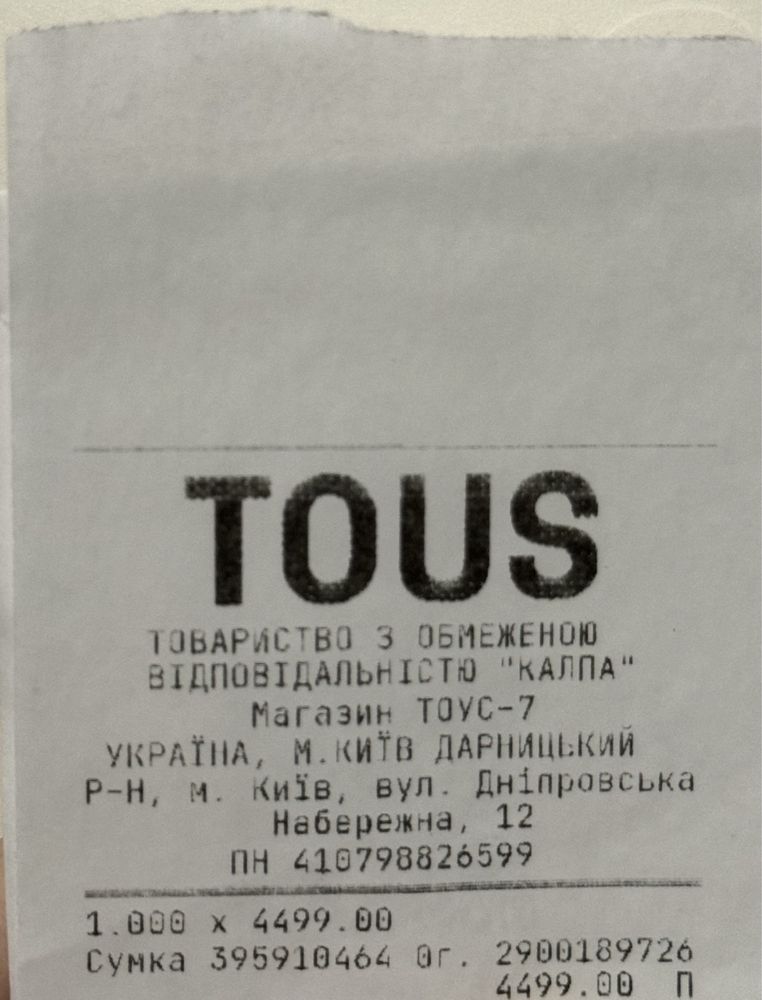 TOUS
ТОВАРИСТВО З ОБМЕЖЕНОЮ
ВІДПОВІДАЛЬНІСТЮ "КАЛПА"
Магазин ТОУС-7
УКРАЇНА, М.КИЇВ ДАРНИЦЬКИЙ
Р-Н, м. Київ, вул. Дніпровська
Набережна, 12
ПН 410798826599
1.000 х 4499.00
Сумка 395910464 0г. 2900189726
4499.00 П